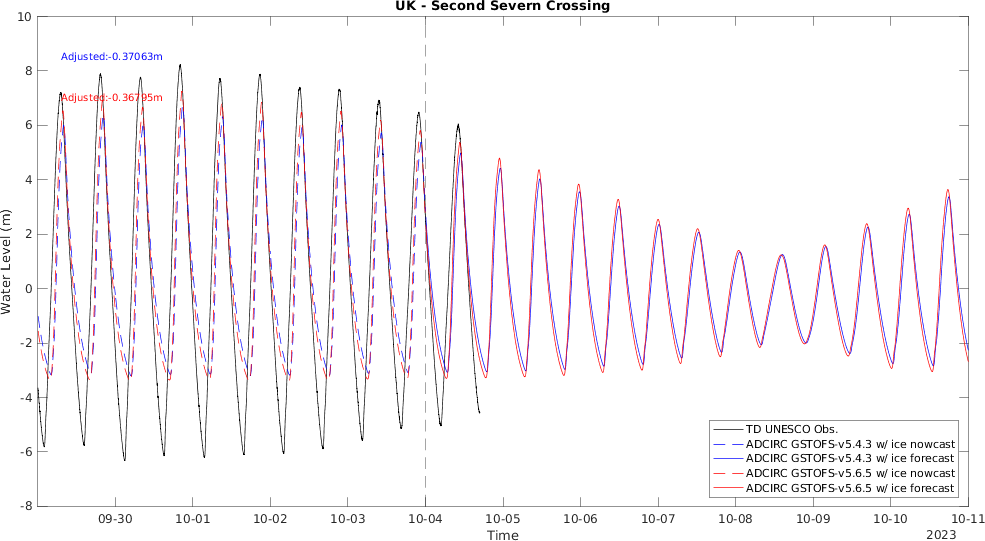 UK - Second Severn Crossing
10
8
6
4
2
0
-2
-4
-6
-8
Water Level (m)
Adjusted:-0.37063m
Adjusted:-0.36795m
TD UNESCO Obs.
ADCIRC GSTOFS-v5.4.3 w/ ice nowcast
ADCIRC GSTOFS-v5.4.3 w/ ice forecast
ADCIRC GSTOFS-v5.6.5 w/ ice nowcast
ADCIRC GSTOFS-v5.6.5 w/ ice forecast
09-30 10-01 10-02 10-03 10-04 10-05 10-06 10-07 10-08 10-09 10-10 10-11
Time
2023